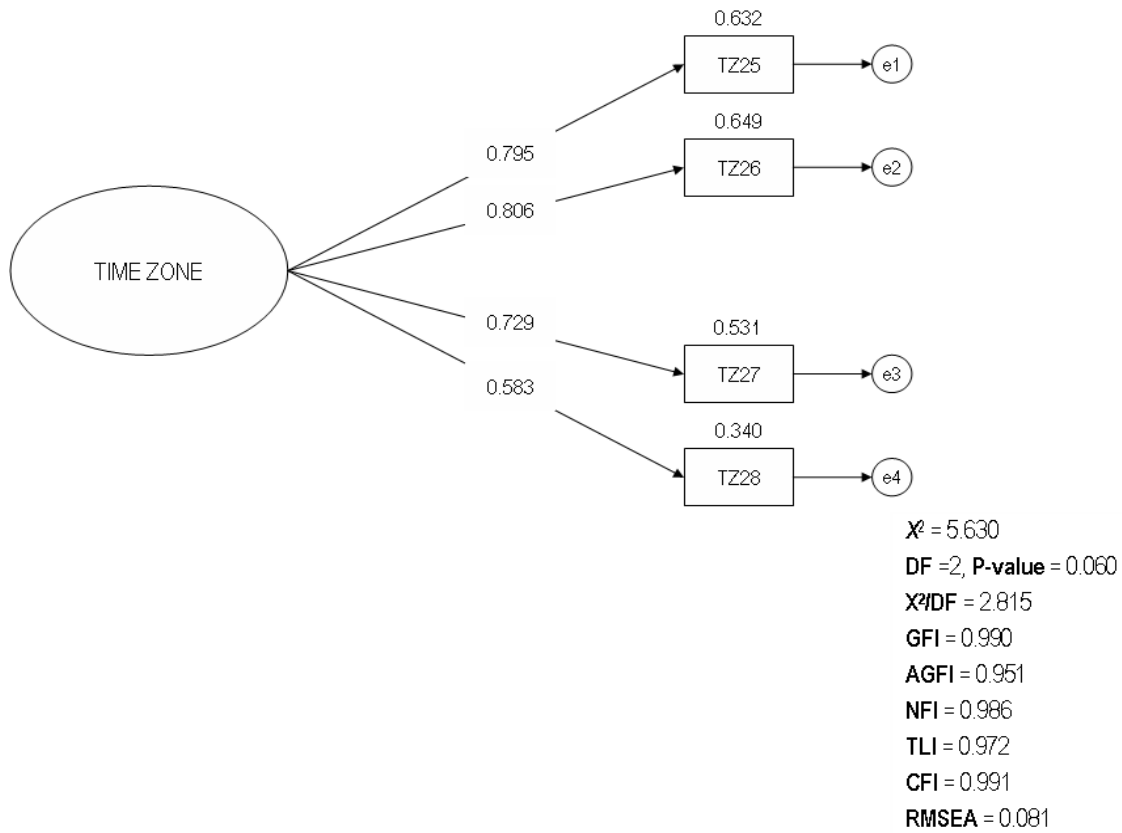 0.632
TZ25 e1
0.649
0.795
TZ26 e2
0.806
TIME ZONE
0.729
0.531
TZ27 e3
0.583
0.340
TZ28 e4
X² = 5.630
DF =2, P-value = 0.060
X²/DF = 2.815
GFI = 0.990
AGFI = 0.951
NFI = 0.986
TLI = 0.972
CFI = 0.991
RMSEA = 0.081